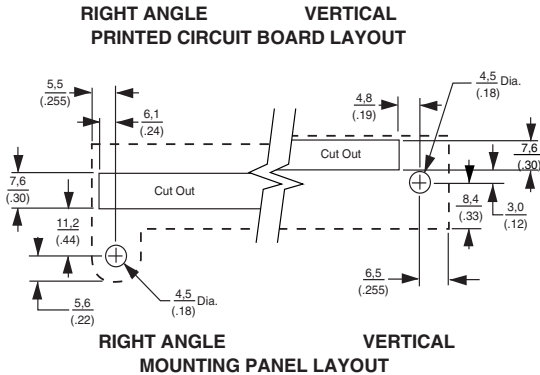 RIGHT ANGLE VERTICAL
PRINTED CIRCUIT BOARD LAYOUT
5,5
(.255)
6,1
(.24)
4,8
(.19)
4,5 Dia.
(.18)
Cut Out
7,6
(.30)
7,6
(.30)
Cut Out
11,2
(.44)
8,4
(.33)
3,0
(.12)
5,6
(.22)
4,5 Dia.
(.18)
6,5
(.255)
RIGHT ANGLE VERTICAL
MOUNTING PANEL LAYOUT